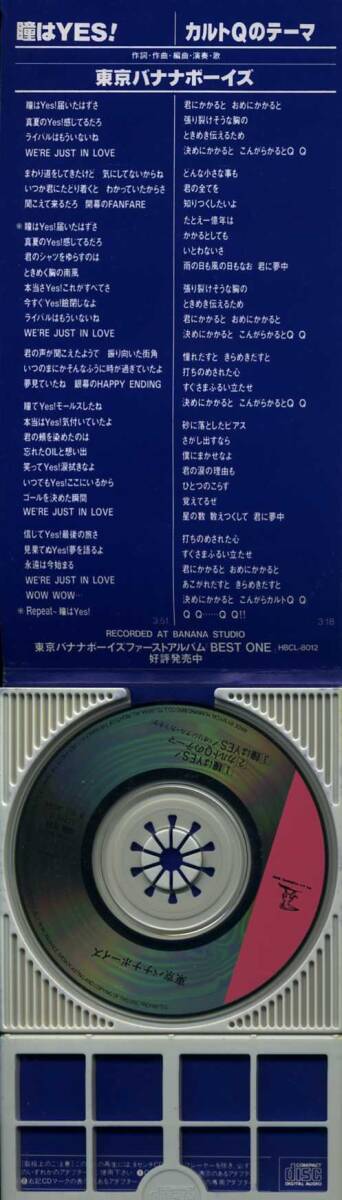 瞳はYES!
カルトQのテーマ
作詞・作曲・編曲・演奏・歌
東京バナナボーイズ
瞳はYes!届いたはずさ
真夏のYes!感じてるだろ
ライバルはもういないね
WE'RE JUST IN LOVE
まわり道をしてきたけど 気にしてないからね
いつか君にたどり着くと わかっていたからさ
聞こえて来るだろ 開幕のFANFARE
※瞳はYes!届いたはずさ
真夏のYes!感じてるだろ
君のシャツをゆらすのは
ときめく胸の南風
本当さYes!これがすべてさ
今すぐYes!瞼閉じなよ
ライバルはもういないね
WE'RE JUST IN LOVE
君の声が聞こえたようで 振り向いた街角
いつのまにかそんなふうに時が過ぎていたよ
夢見ていたね 銀幕のHAPPY ENDING
瞳でYes!モールスしたね
本当はYes!気付いていたよ
君の頬を染めたのは
忘れたOILと想い出
笑ってYes!涙拭きなよ
いつでもYes!ここにいるから
ゴールを決めた瞬間
WE'RE JUST IN LOVE
信じてYes!最後の旅さ
見果てぬYes!夢を語るよ
永遠は今始まる
WE'RE JUST IN LOVE
WOW WOW…
※Repeat~瞳はYes!
3:51
君にかかると おめにかかると
張り裂けそうな胸の
ときめき伝えるため
決めにかかると こんがらかるとQ Q
どんな小さな事も
君の全てを
知りつくしたいよ
たとえ一億年は
かかるとしても
いとわないさ
雨の日も風の日もなお 君に夢中
張り裂けそうな胸の
ときめき伝えるため
君にかかると おめにかかると
決めにかかると こんがらかるとQ Q
憧れだすと きらめきだすと
打ちのめされた心
すぐさまふるい立たせ
決めにかかると こんがらかるとQ Q
砂に落としたピアス
さがし出すなら
僕にまかせなよ
君の涙の理由も
ひとつのこらず
覚えてるぜ
星の数 数えつくして 君に夢中
打ちのめされた心
すぐさまふるい立たせ
君にかかると おめにかかると
あこがれだすと きらめきだすと
決めにかかると こんがらかるとカルトQ Q
Q Q……Q Q!!
3:18
RECORDED AT BANANA STUDIO
東京バナナボーイズファーストアルバム BEST ONE HBCL-8012
好評発売中
1.瞳はYES!
2.カルトQのテーマ
東京バナナボーイズ
COMPACT
disc
DIGITAL AUDIO